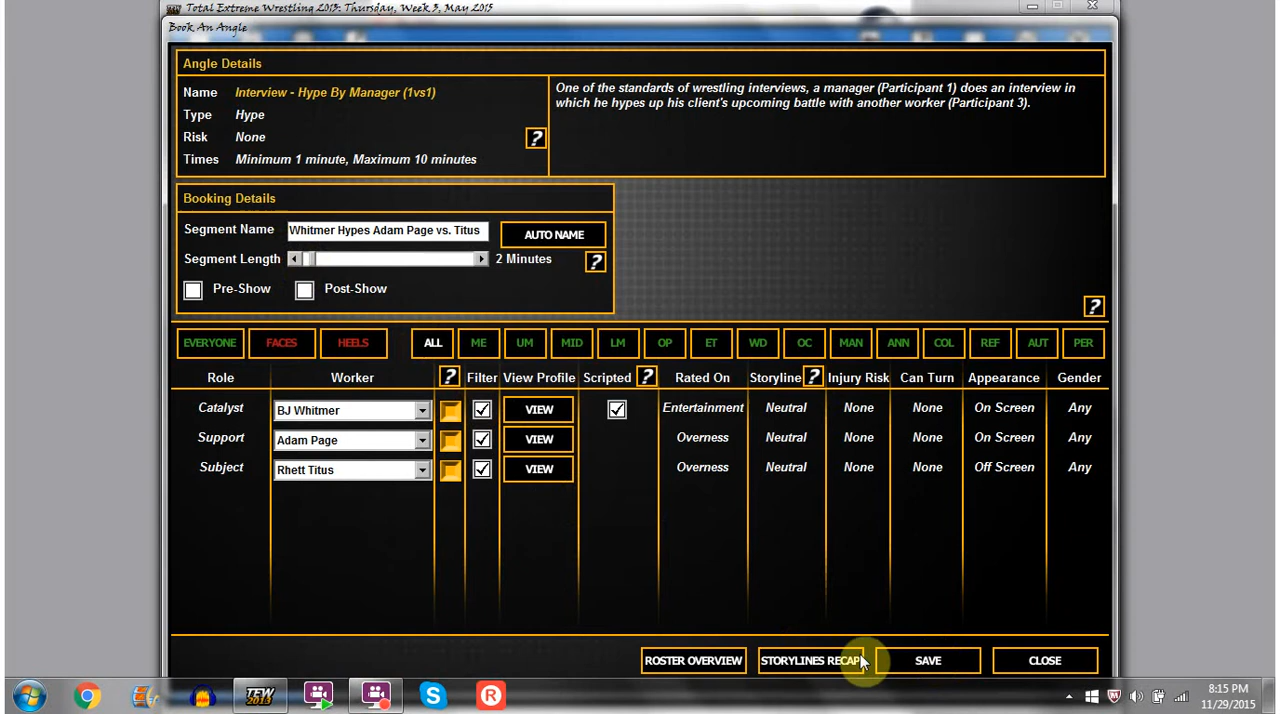 Total Extreme Wrestling 2013: Thursday, Week 3, May 2015
Book An Angle
Angle Details
Name Interview - Hype By Manager (1vs1)
Type Hype
Risk None
?
Times Minimum 1 minute, Maximum 10 minutes
One of the standards of wrestling interviews, a manager (Participant 1) does an interview in
which he hypes up his client's upcoming battle with another worker (Participant 3).
Booking Details
Segment Name Whitmer Hypes Adam Page vs. Titus AUTO NAME
Segment Length 2 Minutes ?
Pre-Show Post-Show
?
EVERYONE FACES HEELS ALL ME UM MID LM OP ET WD OC MAN ANN COL REF AUT PER
Role Worker ? Filter View Profile Scripted ? Rated On Storyline ? Injury Risk Can Turn Appearance Gender
Catalyst BJ Whitmer VIEW Entertainment Neutral None None On Screen Any
Support Adam Page VIEW Overness Neutral None None On Screen Any
Subject Rhett Titus VIEW Overness Neutral None None Off Screen Any
ROSTER OVERVIEW STORYLINES RECAP SAVE CLOSE
TEW
2013
S
R
M
8:15 PM
11/29/2015